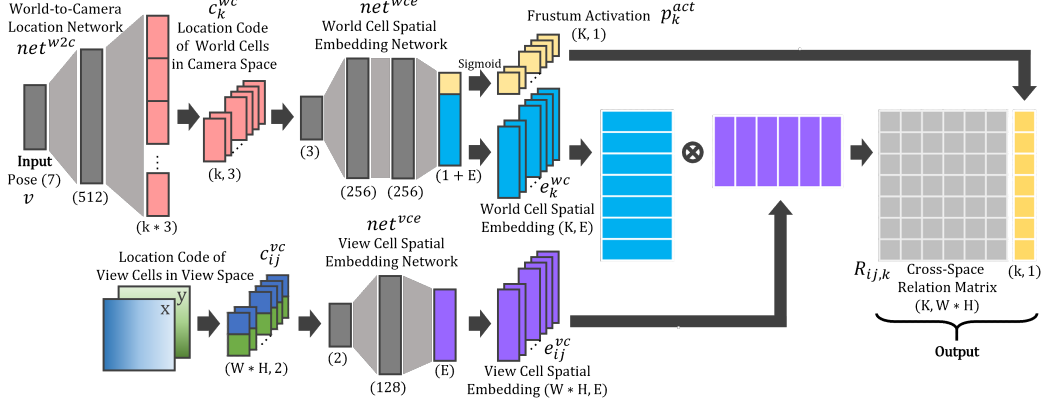 World-to-Camera
Location Network
net^{w2c}
Input
Pose (7)
v
(512)
(k * 3)
c_k^{wc}
Location Code
of World Cells
in Camera Space
(k, 3)
World Cell Spatial
Embedding Network
net^{wce}
(3)
(256)
(256)
(1 + E)
Sigmoid
Frustum Activation p_k^{act}
(K, 1)
e_k^{wc}
World Cell Spatial
Embedding (K, E)
⊗
R_{ij,k}
Cross-Space
Relation Matrix
(K, W * H)
(k, 1)
Output
Location Code of
View Cells in View Space
x
y
c_{ij}^{vc}
(W * H, 2)
net^{vce}
View Cell Spatial
Embedding Network
(2)
(128)
(E)
e_{ij}^{vc}
View Cell Spatial
Embedding (W * H, E)